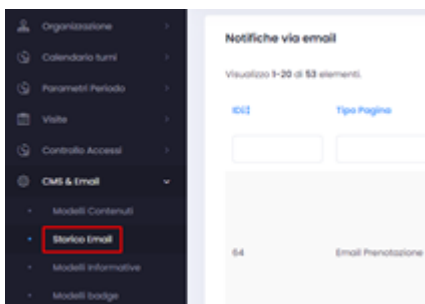 Organizzazione
Calendario turni
Parametri Periodo
Visite
Controllo Accessi
CMS & Email
Modelli Contenuti
Storico Email
Modelli Informative
Modelli badge
Notifiche via email
Visualizzo 1-20 di 53 elementi.
ID Tipo Pagina
64 Email Prenotazione